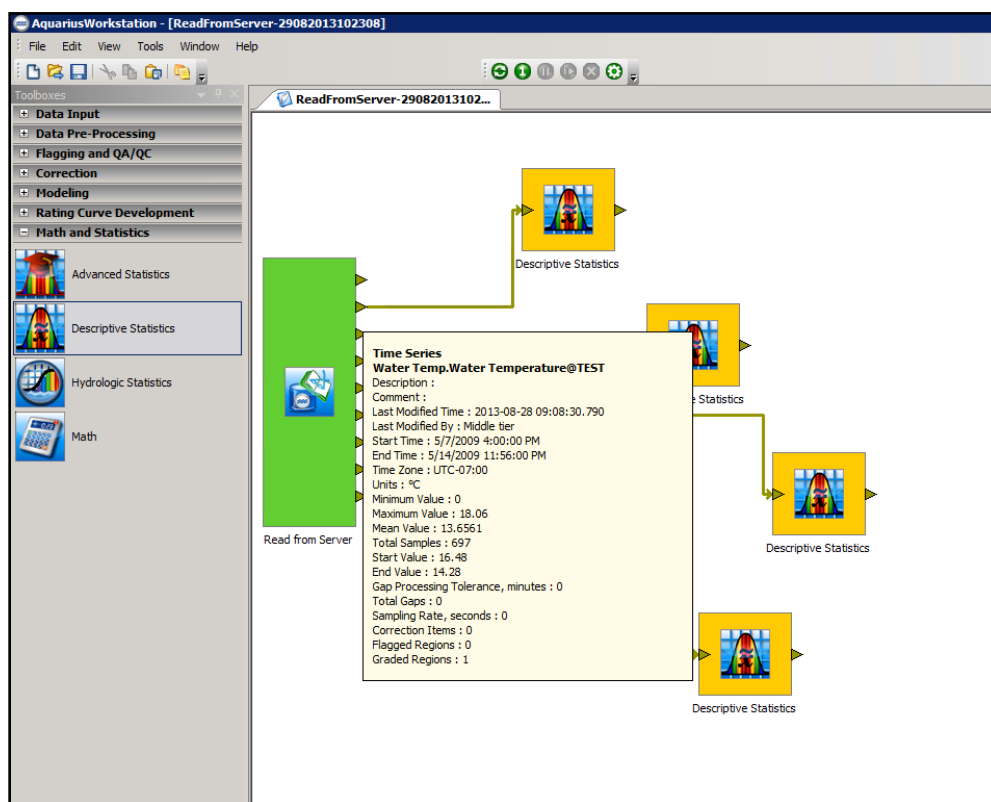 AquariusWorkstation - [ReadFromServer-29082013102308]
File Edit View Tools Window Help
Toolboxes
ReadFromServer-29082013102...
Data Input
Data Pre-Processing
Flagging and QA/QC
Correction
Modeling
Rating Curve Development
Math and Statistics
Advanced Statistics
Descriptive Statistics
Hydrologic Statistics
Math
Descriptive Statistics
Read from Server
Time Series
Water Temp.Water Temperature@TEST
Description :
Comment :
Last Modified Time : 2013-08-28 09:08:30.790
Last Modified By : Middle tier
Start Time : 5/7/2009 4:00:00 PM
End Time : 5/14/2009 11:56:00 PM
Time Zone : UTC-07:00
Units : °C
Minimum Value : 0
Maximum Value : 18.06
Mean Value : 13.6561
Total Samples : 697
Start Value : 16.48
End Value : 14.28
Gap Processing Tolerance, minutes : 0
Total Gaps : 0
Sampling Rate, seconds : 0
Correction Items : 0
Flagged Regions : 0
Graded Regions : 1
Statistics
Descriptive Statistics
Descriptive Statistics